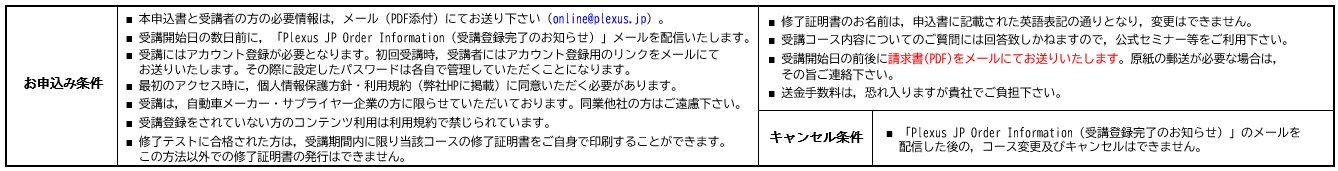 お申込み条件
■ 本申込書と受講者の方の必要情報は，メール（PDF添付）にてお送り下さい（online@plexus.jp）。
■ 受講開始日の数日前に，「Plexus JP Order Information（受講登録完了のお知らせ）」メールを配信いたします。
■ 受講にはアカウント登録が必要となります。初回受講時，受講者にはアカウント登録用のリンクをメールにて
お送りいたします。その際に設定したパスワードは各自で管理していただくことになります。
■ 最初のアクセス時に，個人情報保護方針・利用規約（弊社HPに掲載）に同意いただく必要があります。
■ 受講は，自動車メーカー・サプライヤー企業の方に限らせていただいております。同業他社の方はご遠慮下さい。
■ 受講登録をされていない方のコンテンツ利用は利用規約で禁じられています。
■ 修了テストに合格された方は，受講期間内に限り当該コースの修了証明書をご自身で印刷することができます。
この方法以外での修了証明書の発行はできません。
■ 修了証明書のお名前は，申込書に記載された英語表記の通りとなり，変更はできません。
■ 受講コース内容についてのご質問には回答致しかねますので，公式セミナー等をご利用下さい。
■ 受講開始日の前後に請求書(PDF)をメールにてお送りいたします。原紙の郵送が必要な場合は，
その旨ご連絡下さい。
■ 送金手数料は，恐れ入りますが貴社でご負担下さい。
キャンセル条件
■ 「Plexus JP Order Information（受講登録完了のお知らせ）」のメールを
配信した後の，コース変更及びキャンセルはできません。